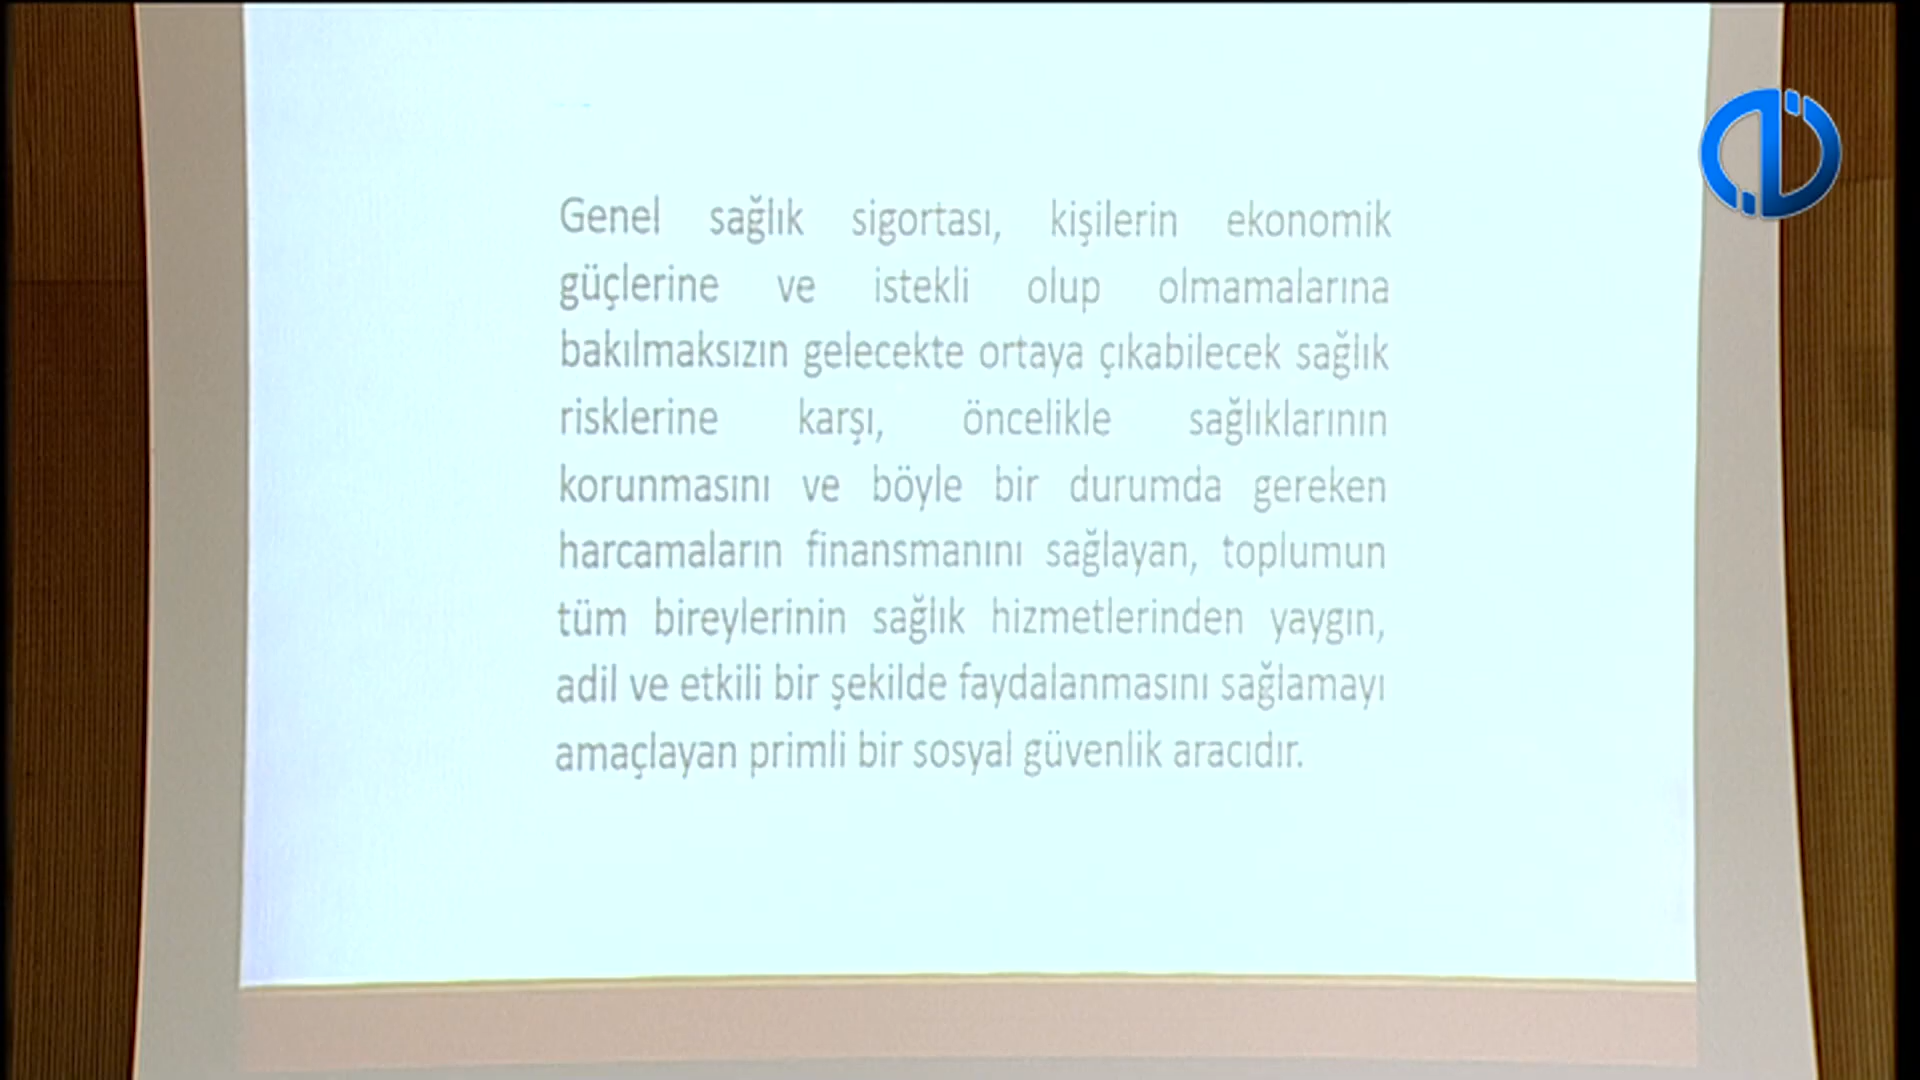 Genel sağlık sigortası, kişilerin ekonomik
güçlerine ve istekli olup olmamalarına
bakılmaksızın gelecekte ortaya çıkabilecek sağlık
risklerine karşı, öncelikle sağlıklarının
korunmasını ve böyle bir durumda gereken
harcamaların finansmanını sağlayan, toplumun
tüm bireylerinin sağlık hizmetlerinden yaygın,
adil ve etkili bir şekilde faydalanmasını sağlamayı
amaçlayan primli bir sosyal güvenlik aracıdır.